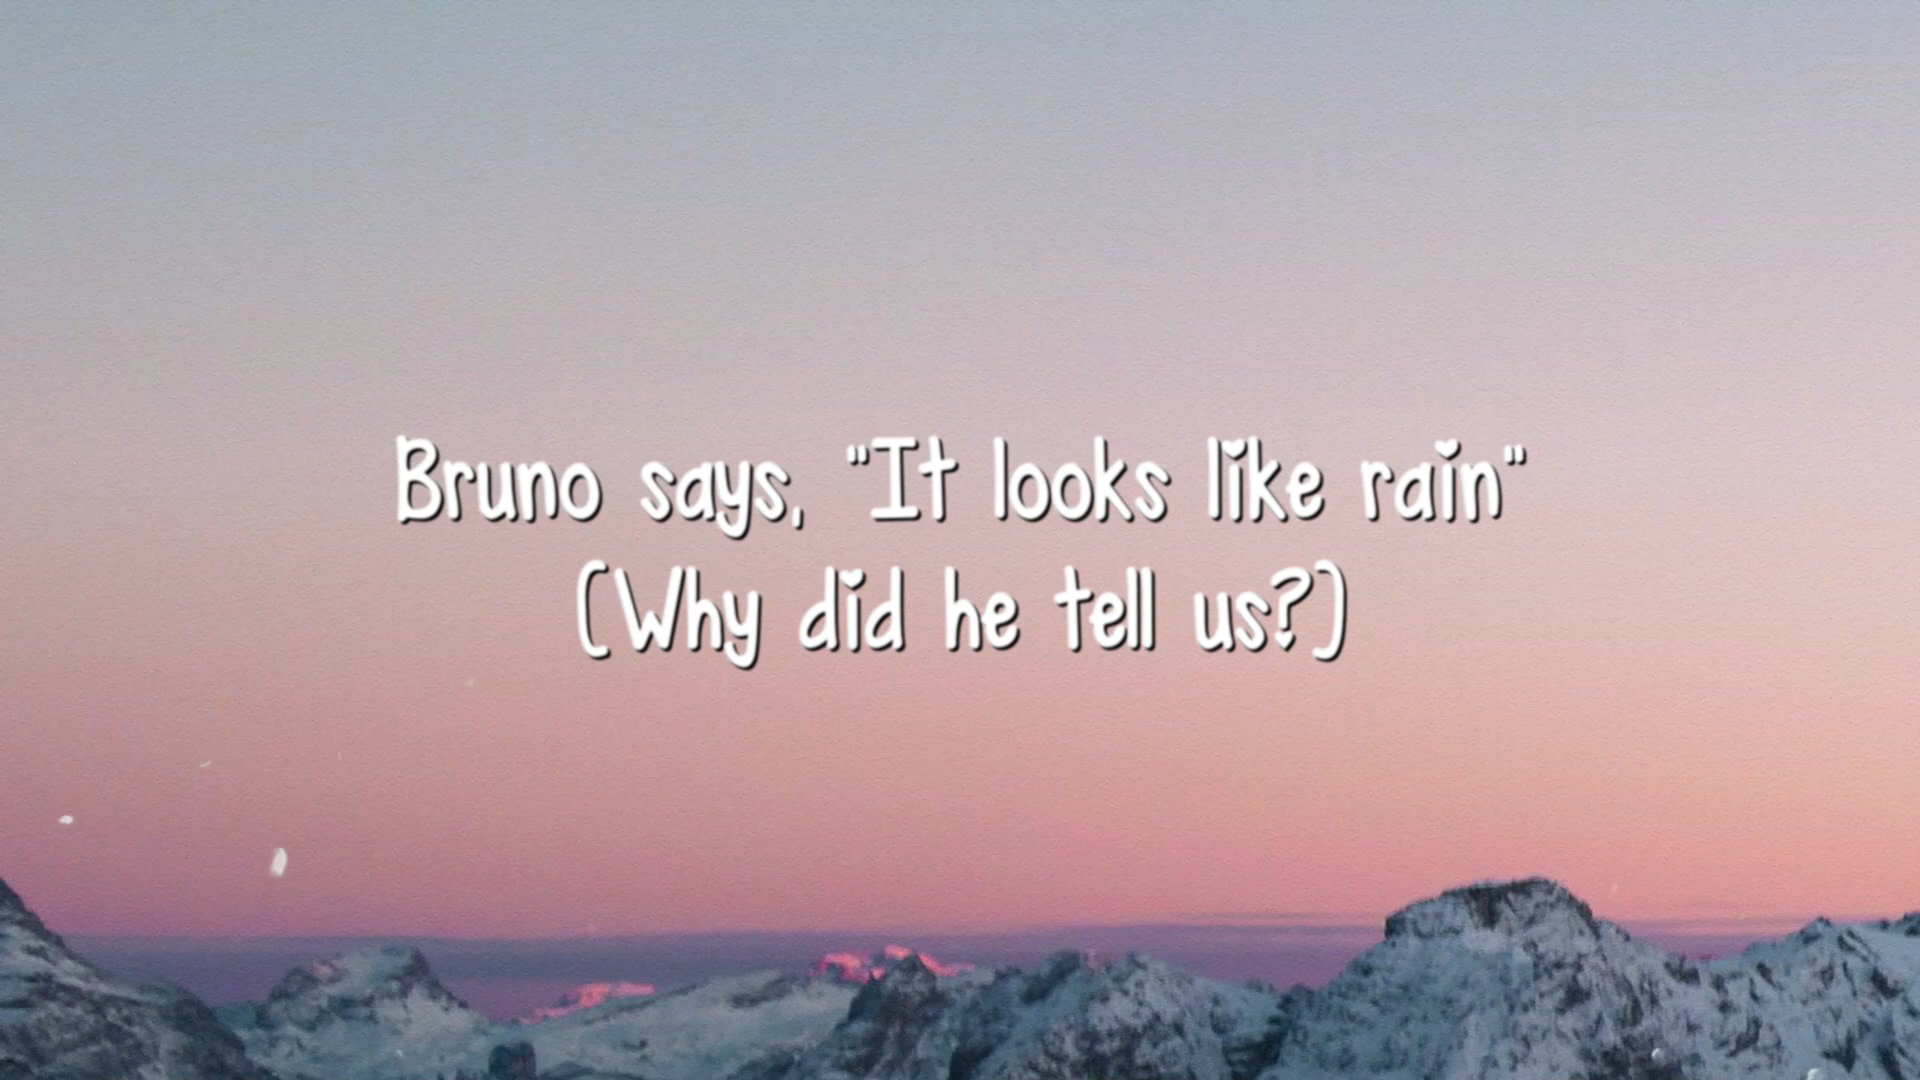 Bruno says, "It looks like rain"
(Why did he tell us?)